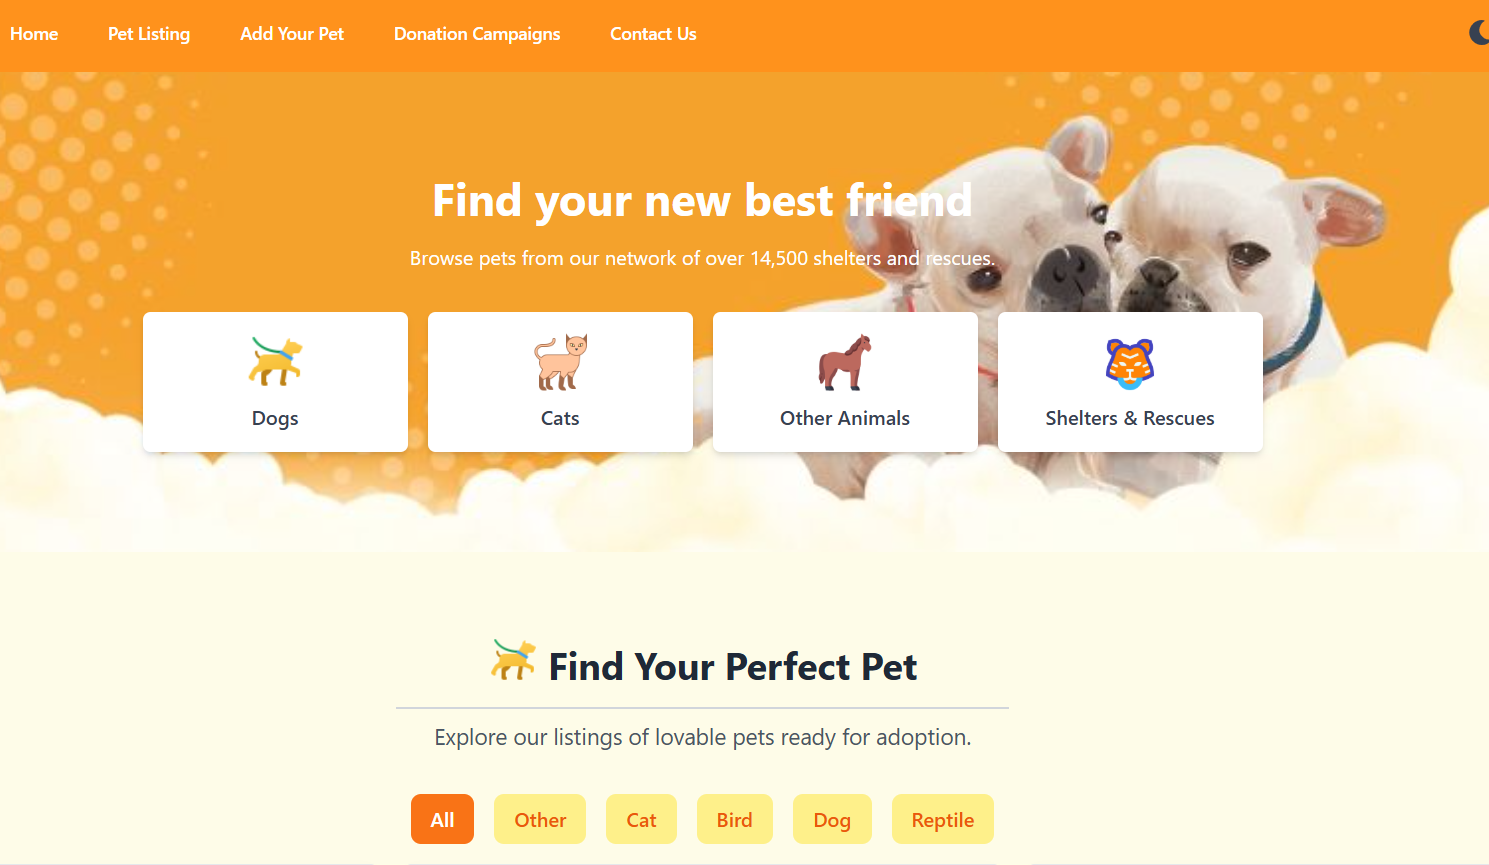 Home Pet Listing Add Your Pet Donation Campaigns Contact Us
Find your new best friend
Browse pets from our network of over 14,500 shelters and rescues.
Dogs Cats Other Animals Shelters & Rescues
Find Your Perfect Pet
Explore our listings of lovable pets ready for adoption.
All Other Cat Bird Dog Reptile